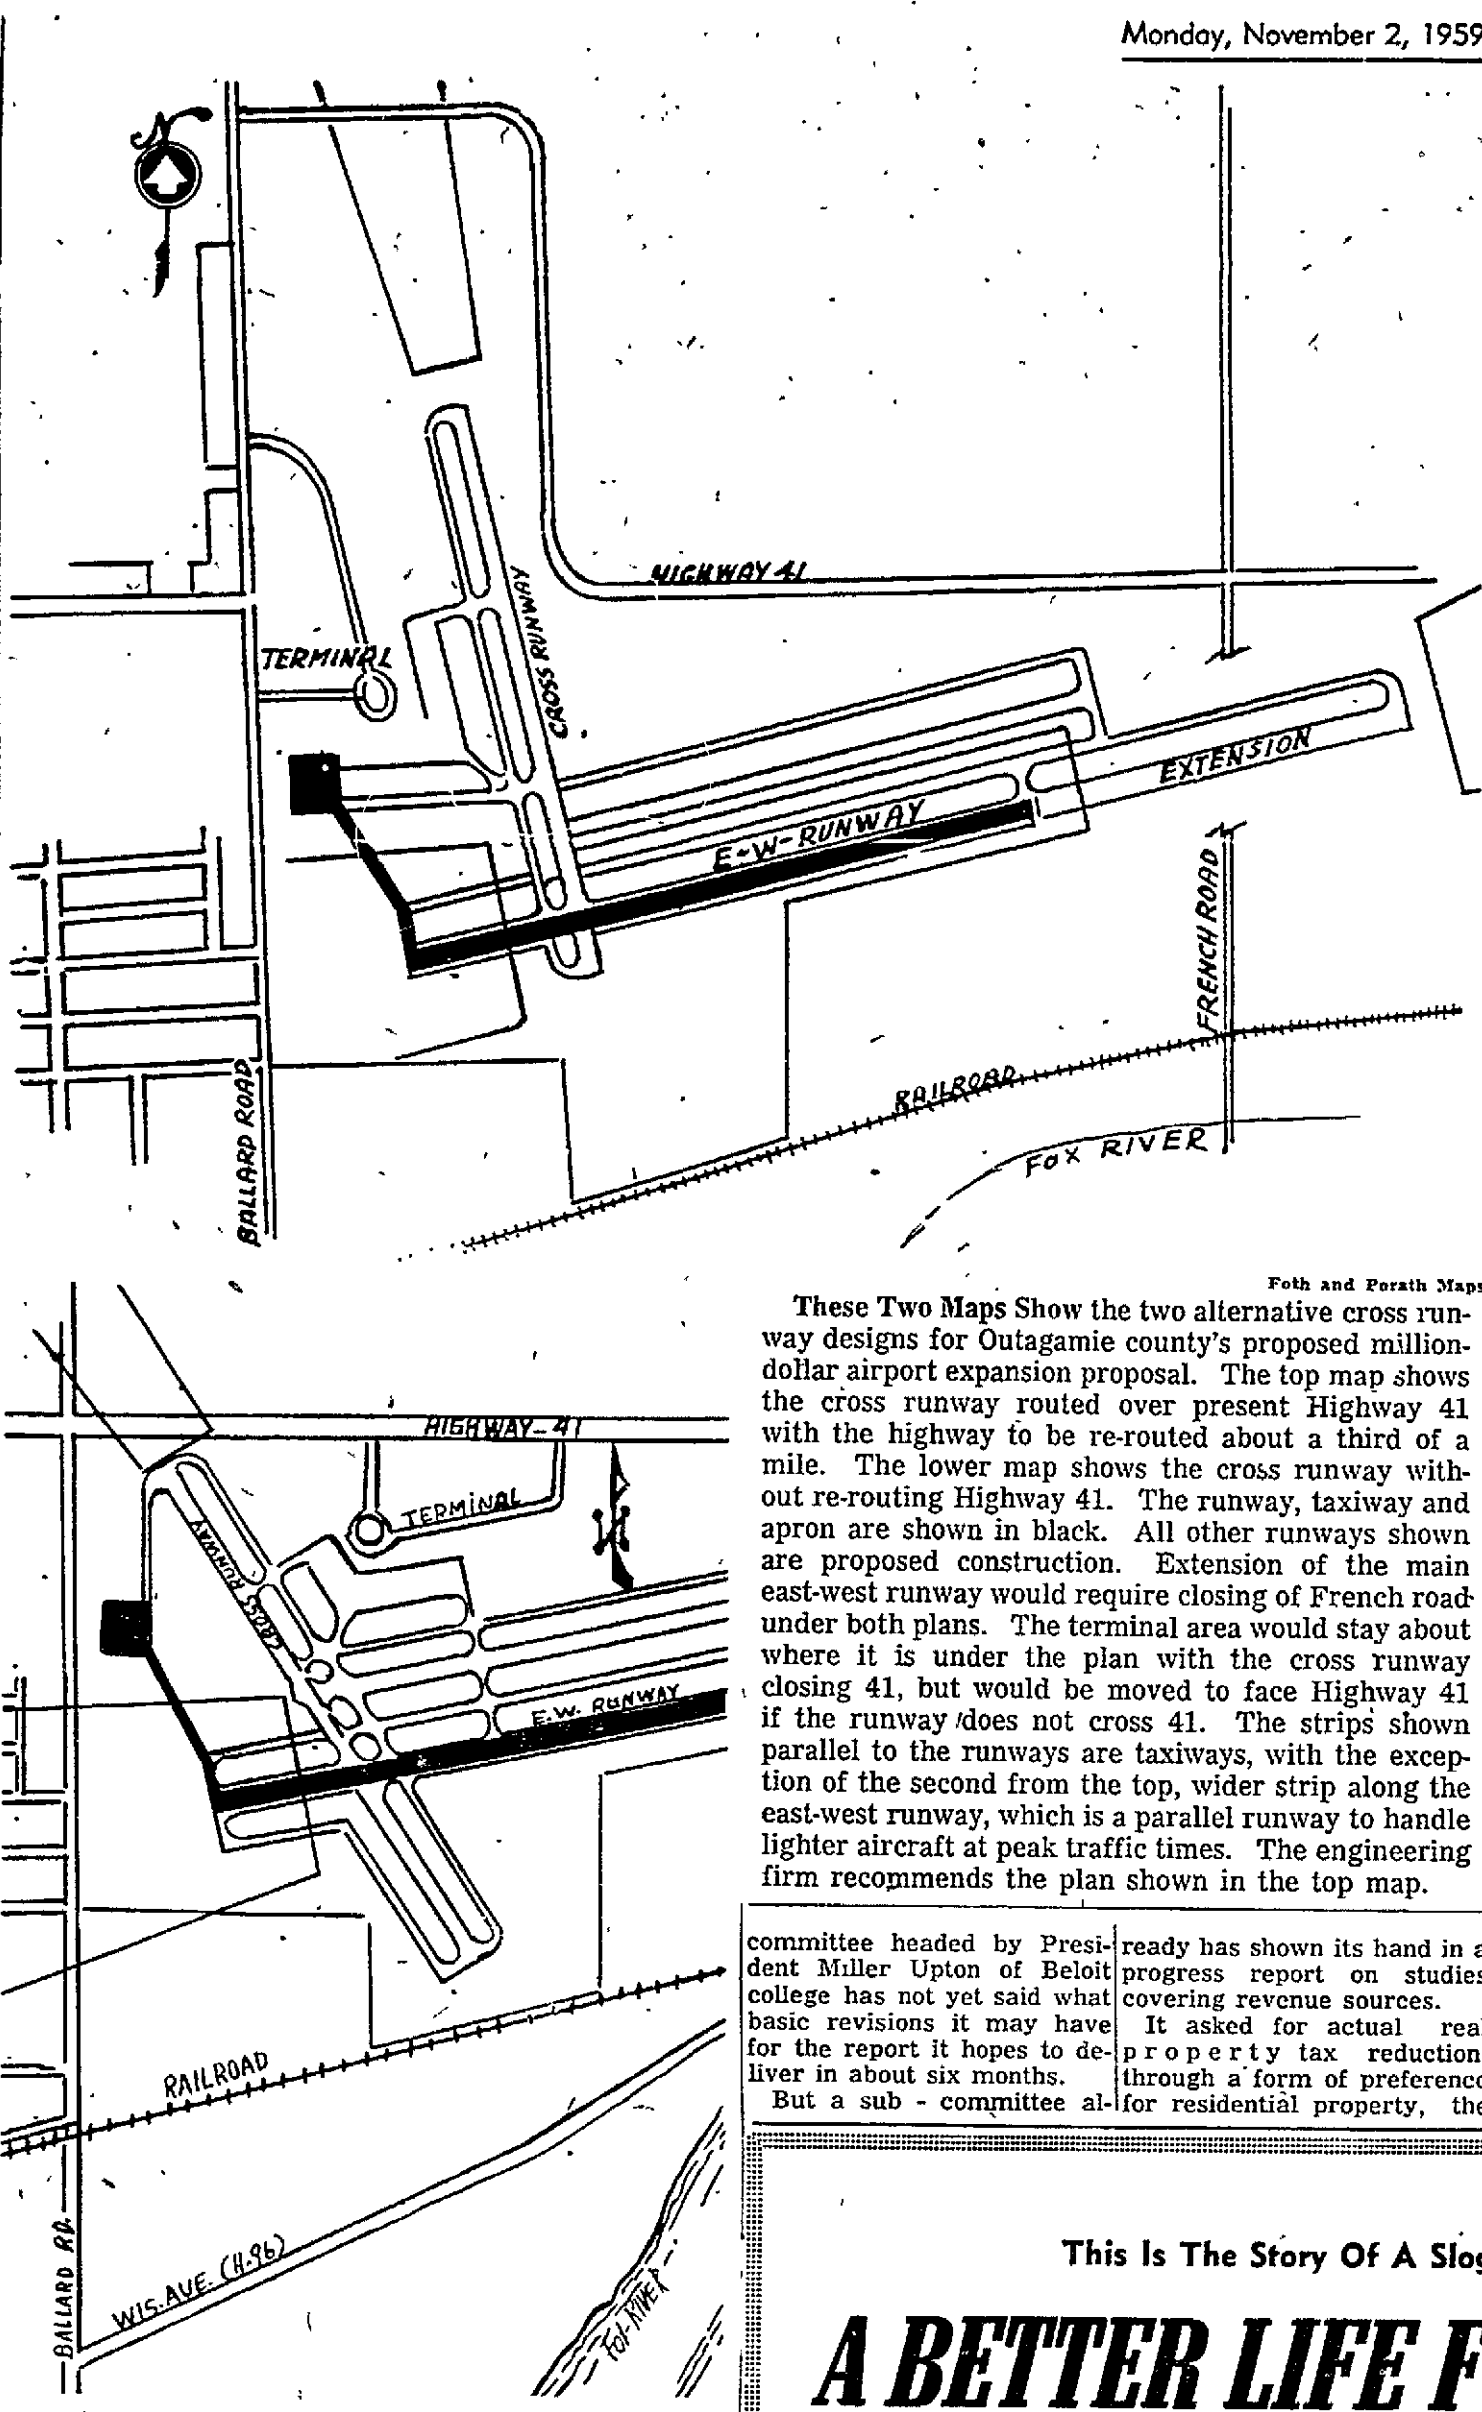 Monday, November 2, 1959
HIGHWAY 41
CROSS RUNWAY
TERMINAL
EXTENSION
E-W-RUNWAY
FRENCH ROAD
RAILROAD
FOX RIVER
BALLARD ROAD
Foth and Porath Maps
These Two Maps Show the two alternative cross run-
way designs for Outagamie county's proposed million-
dollar airport expansion proposal. The top map shows
the cross runway routed over present Highway 41
with the highway to be re-routed about a third of a
mile. The lower map shows the cross runway with-
out re-routing Highway 41. The runway, taxiway and
apron are shown in black. All other runways shown
are proposed construction. Extension of the main
east-west runway would require closing of French road
under both plans. The terminal area would stay about
where it is under the plan with the cross runway
closing 41, but would be moved to face Highway 41
if the runway does not cross 41. The strips shown
parallel to the runways are taxiways, with the excep-
tion of the second from the top, wider strip along the
east-west runway, which is a parallel runway to handle
lighter aircraft at peak traffic times. The engineering
firm recommends the plan shown in the top map.
HIGHWAY-41
TERMINAL
N
CROSS RUNWAY
E.W. RUNWAY
RAILROAD
BALLARD RD.
WIS. AVE. (H.96)
FOX RIVER
committee headed by Presi-
dent Miller Upton of Beloit
college has not yet said what
basic revisions it may have
for the report it hopes to de-
liver in about six months.
But a sub - committee al-
ready has shown its hand in a
progress report on studies
covering revenue sources.
It asked for actual real
property tax reduction
through a form of preference
for residential property, the
This Is The Story Of A Slog
A BETTER LIFE F